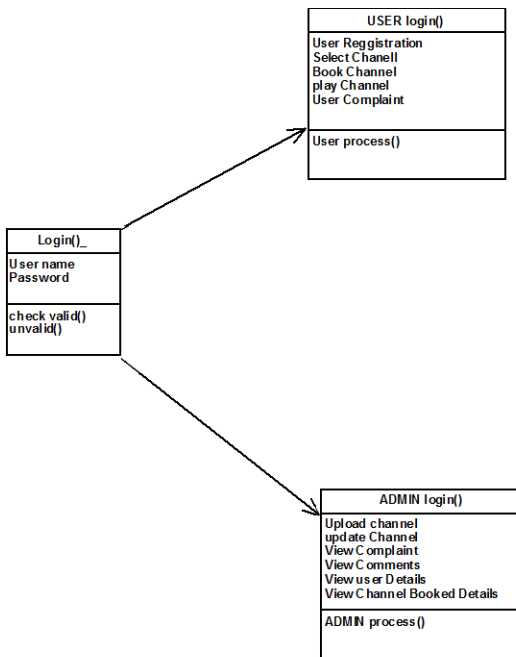 USER login()
User Reggistration
Select Chanell
Book Channel
play Channel
User Complaint
User process()
Login()_
User name
Password
check valid()
unvalid()
ADMIN login()
Upload channel
update Channel
View Complaint
View Comments
View user Details
View Channel Booked Details
ADMIN process()